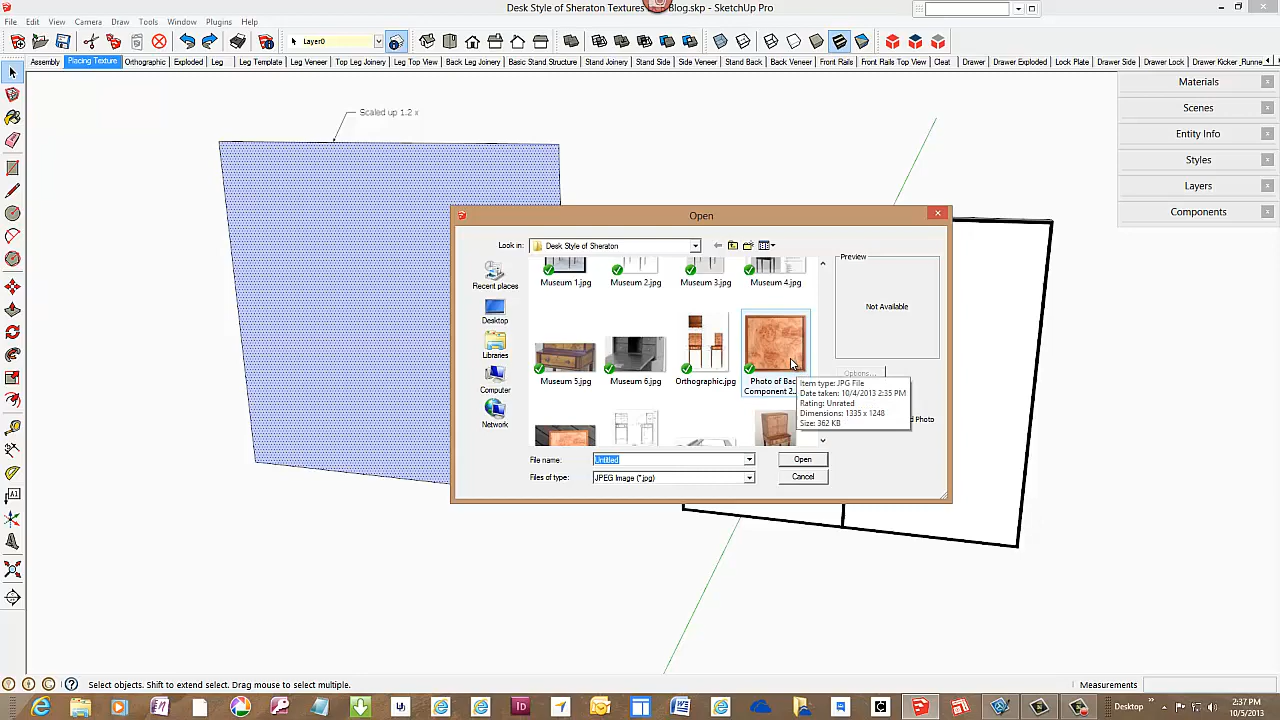 Desk Style of Sheraton Textures
Blog.skp - SketchUp Pro
File Edit View Camera Draw Tools Window Plugins Help
Layer0
Assembly Placing Texture Orthographic Exploded Leg Leg Template Leg Veneer Top Leg Joinery Leg Top View Back Leg Joinery Basic Stand Structure Stand Joinery Stand Side Side Veneer Stand Back Back Veneer Front Rails Front Rails Top View Cleat Drawer Drawer Exploded Lock Plate Drawer Side Drawer Lock Drawer Kicker ,Runne
Materials
Scenes
Entity Info
Styles
Layers
Components
Scaled up 1.2 x
Open
Look in: Desk Style of Sheraton
Recent places
Desktop
Libraries
Computer
Network
Museum 1.jpg Museum 2.jpg Museum 3.jpg Museum 4.jpg
Museum 5.jpg Museum 6.jpg Orthographic.jpg Photo of Bac
Component 2...
Preview
Not Available
Options...
d Photo
Item type: JPG File
Date taken: 10/4/2013 2:35 PM
Rating: Unrated
Dimensions: 1335 x 1248
Size: 362 KB
File name: Untitled Open
Files of type: JPEG Image (*.jpg) Cancel
Select objects. Shift to extend select. Drag mouse to select multiple.
Measurements
Desktop
2:37 PM
10/5/2013